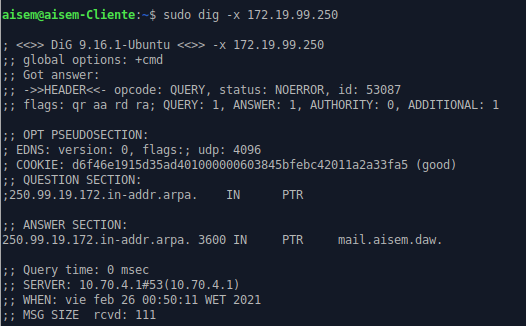 aisem@aisem-Cliente:~$ sudo dig -x 172.19.99.250
; <<>> DiG 9.16.1-Ubuntu <<>> -x 172.19.99.250
;; global options: +cmd
;; Got answer:
;; ->>HEADER<<- opcode: QUERY, status: NOERROR, id: 53087
;; flags: qr aa rd ra; QUERY: 1, ANSWER: 1, AUTHORITY: 0, ADDITIONAL: 1
;; OPT PSEUDOSECTION:
; EDNS: version: 0, flags:; udp: 4096
; COOKIE: d6f46e1915d35ad401000000603845bfebc42011a2a33fa5 (good)
;; QUESTION SECTION:
;250.99.19.172.in-addr.arpa. IN PTR
;; ANSWER SECTION:
250.99.19.172.in-addr.arpa. 3600 IN PTR mail.aisem.daw.
;; Query time: 0 msec
;; SERVER: 10.70.4.1#53(10.70.4.1)
;; WHEN: vie feb 26 00:50:11 WET 2021
;; MSG SIZE rcvd: 111